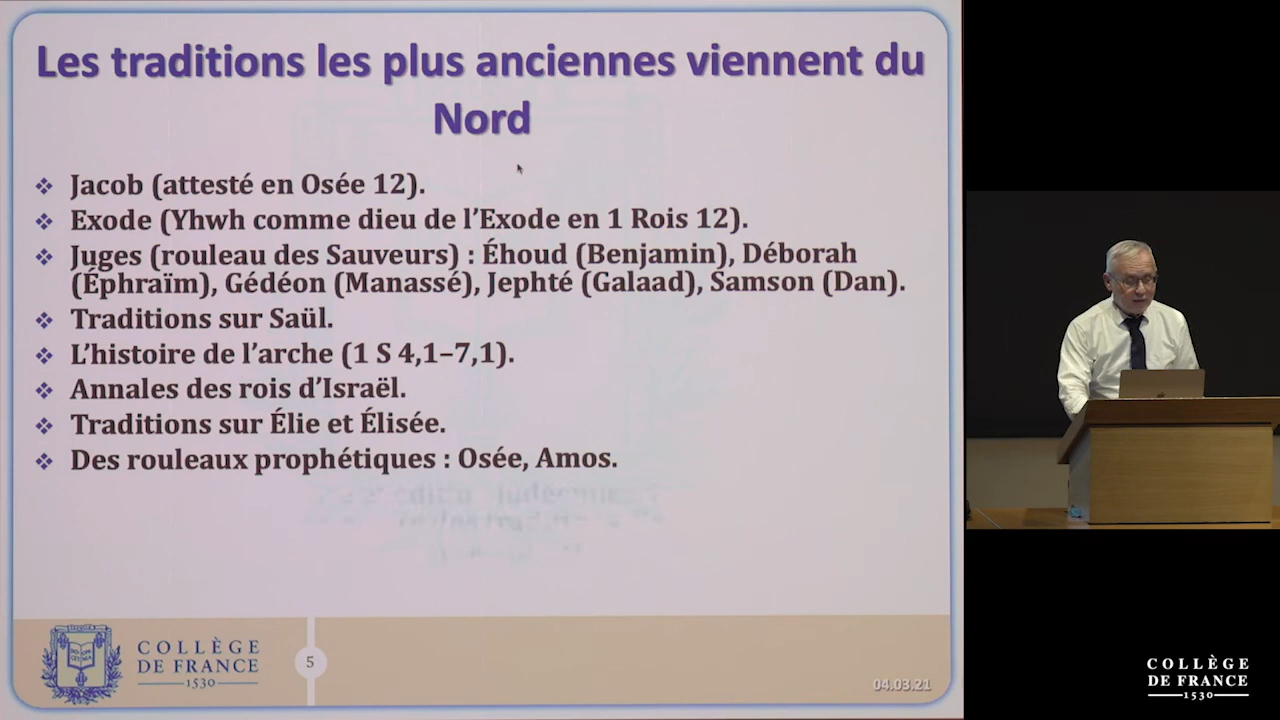 Les traditions les plus anciennes viennent du
Nord
❖ Jacob (attesté en Osée 12).
❖ Exode (Yhwh comme dieu de l’Exode en 1 Rois 12).
❖ Juges (rouleau des Sauveurs) : Éhoud (Benjamin), Déborah
(Éphraïm), Gédéon (Manassé), Jephté (Galaad), Samson (Dan).
❖ Traditions sur Saül.
❖ L’histoire de l’arche (1 S 4,1–7,1).
❖ Annales des rois d’Israël.
❖ Traditions sur Élie et Élisée.
❖ Des rouleaux prophétiques : Osée, Amos.
COLLÈGE
DE FRANCE
1530
5
04.03.21
COLLÈGE
DE FRANCE
1530